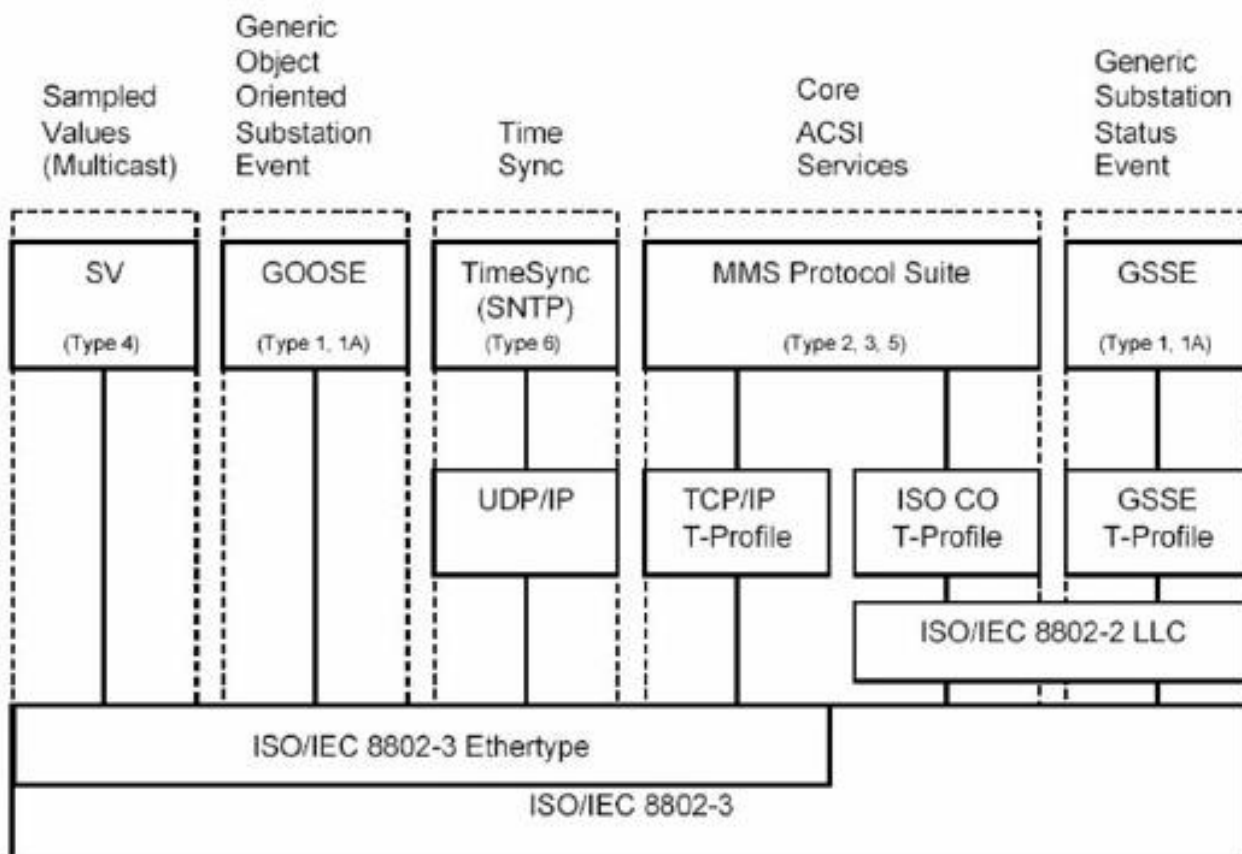 Sampled
Values
(Multicast)
Generic
Object
Oriented
Substation
Event
Time
Sync
Core
ACSI
Services
Generic
Substation
Status
Event
SV
(Type 4)
GOOSE
(Type 1, 1A)
TimeSync
(SNTP)
(Type 6)
MMS Protocol Suite
(Type 2, 3, 5)
GSSE
(Type 1, 1A)
UDP/IP
TCP/IP
T-Profile
ISO CO
T-Profile
GSSE
T-Profile
ISO/IEC 8802-2 LLC
ISO/IEC 8802-3 Ethertype
ISO/IEC 8802-3